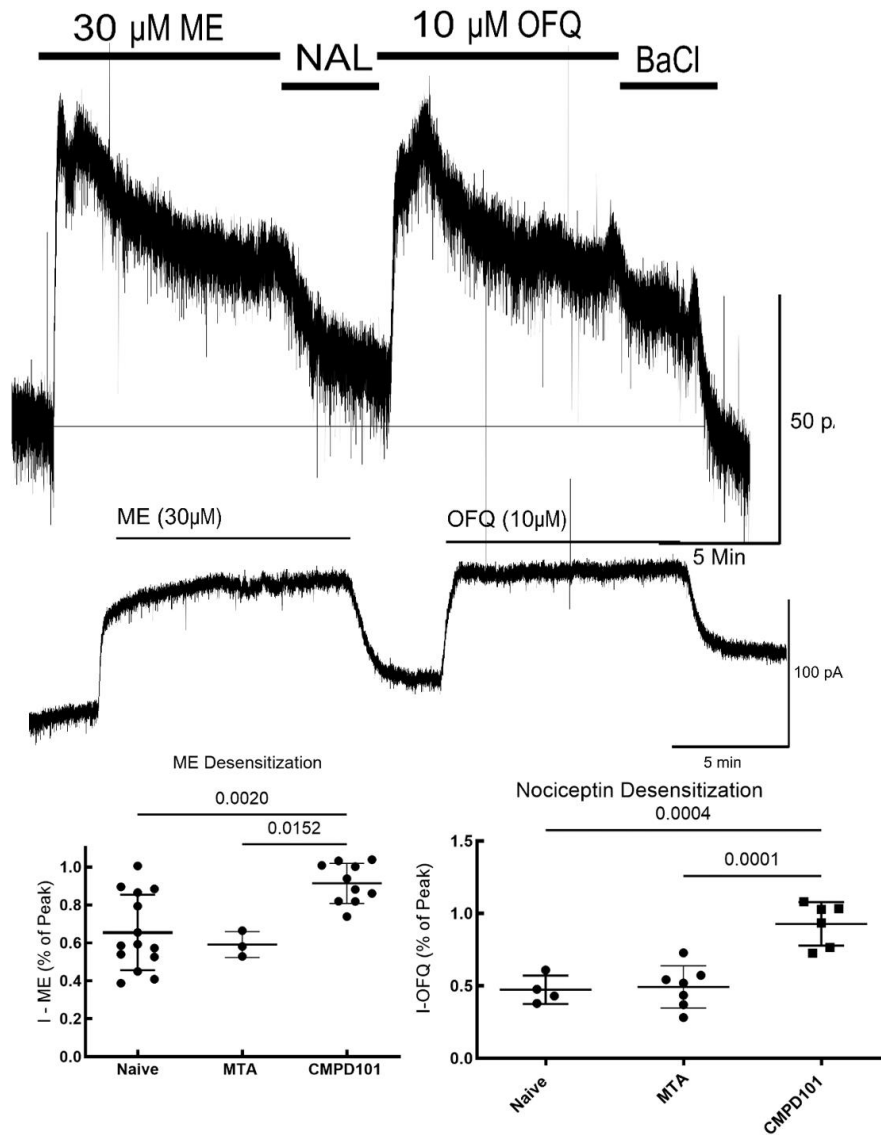 30 µM ME
10 µM OFQ
NAL
BaCl
50 p
5 Min
ME (30µM)
OFQ (10µM)
100 pA
5 min
ME Desensitization
0.0020
0.0152
1.0
0.8
0.6
0.4
0.2
0.0
I - ME (% of Peak)
Naive
MTA
CMPD101
Nociceptin Desensitization
0.0004
0.0001
1.5
1.0
0.5
0.0
I-OFQ (% of Peak)
Naive
MTA
CMPD101